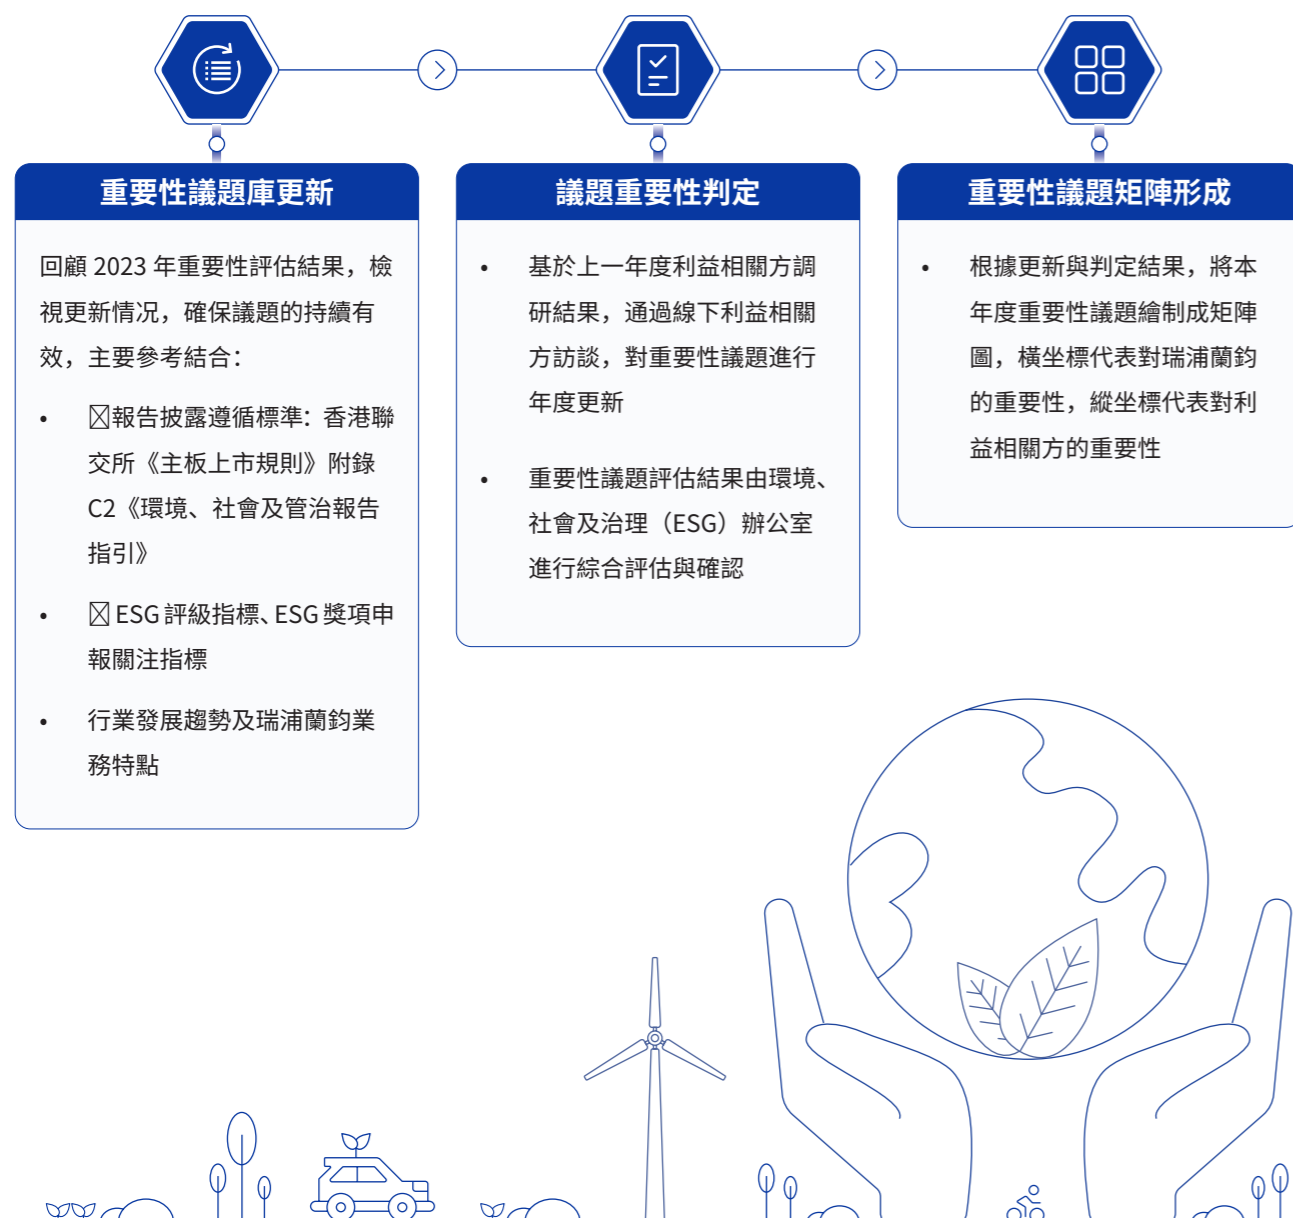 重要性議題庫更新
回顧 2023 年重要性評估結果，檢
視更新情况，確保議題的持續有
效，主要參考結合：
• 報告披露遵循標準：香港聯
交所《主板上市規則》附錄
C2《環境、社會及管治報告
指引》
• ESG 評級指標、ESG 獎項申
報關注指標
• 行業發展趨勢及瑞浦蘭鈞業
務特點
議題重要性判定
• 基於上一年度利益相關方調
研結果，通過線下利益相關
方訪談，對重要性議題進行
年度更新
• 重要性議題評估結果由環境、
社會及治理（ESG）辦公室
進行綜合評估與確認
重要性議題矩陣形成
• 根據更新與判定結果，將本
年度重要性議題繪制成矩陣
圖，橫坐標代表對瑞浦蘭鈞
的重要性，縱坐標代表對利
益相關方的重要性